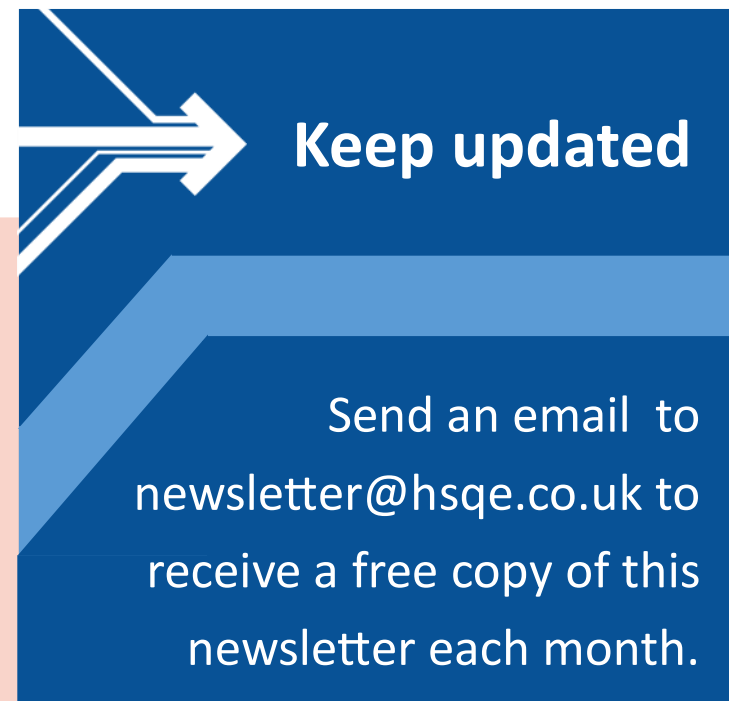 Keep updated
Send an email  to
newsletter@hsqe.co.uk to
receive a free copy of this
newsletter each month.